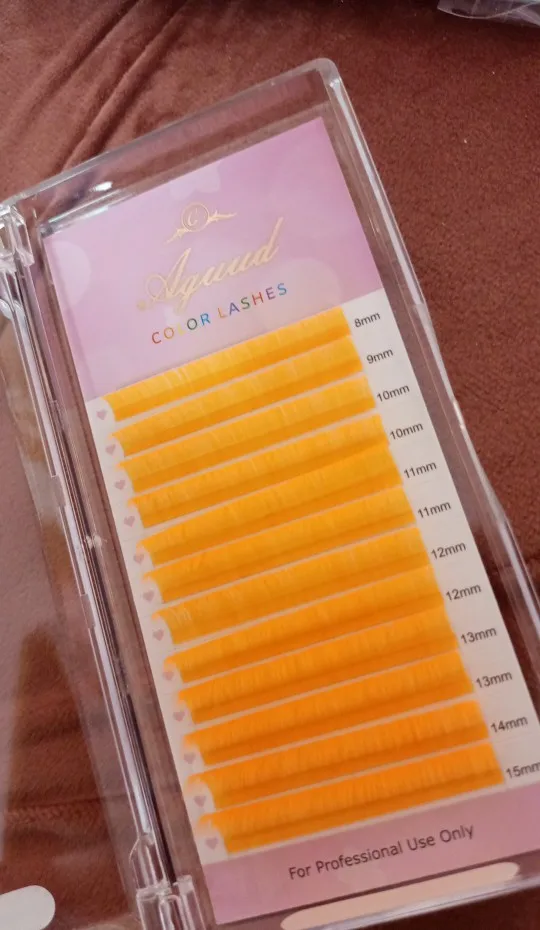 C
Aguud
COLOR LASHES
8mm
9mm
10mm
10mm
11mm
11mm
12mm
12mm
13mm
13mm
14mm
15mm
For Professional Use Only